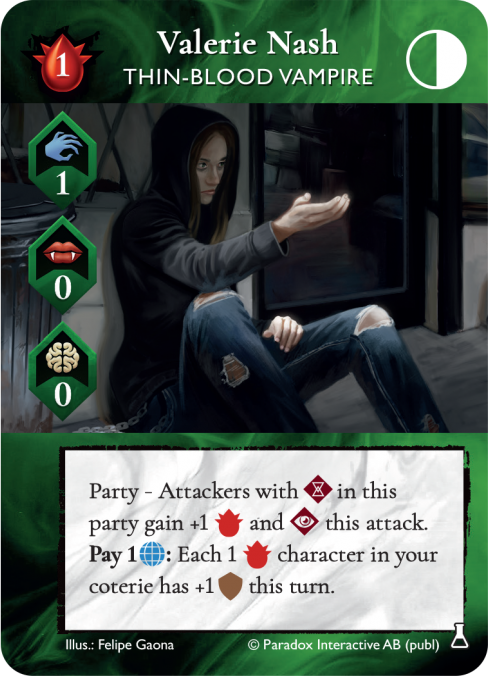 1
Valerie Nash
THIN-BLOOD VAMPIRE
1
0
0
Party - Attackers with in this
party gain +1 and this attack.
Pay 1 : Each 1 character in your
coterie has +1 this turn.
Illus.: Felipe Gaona
© Paradox Interactive AB (publ)